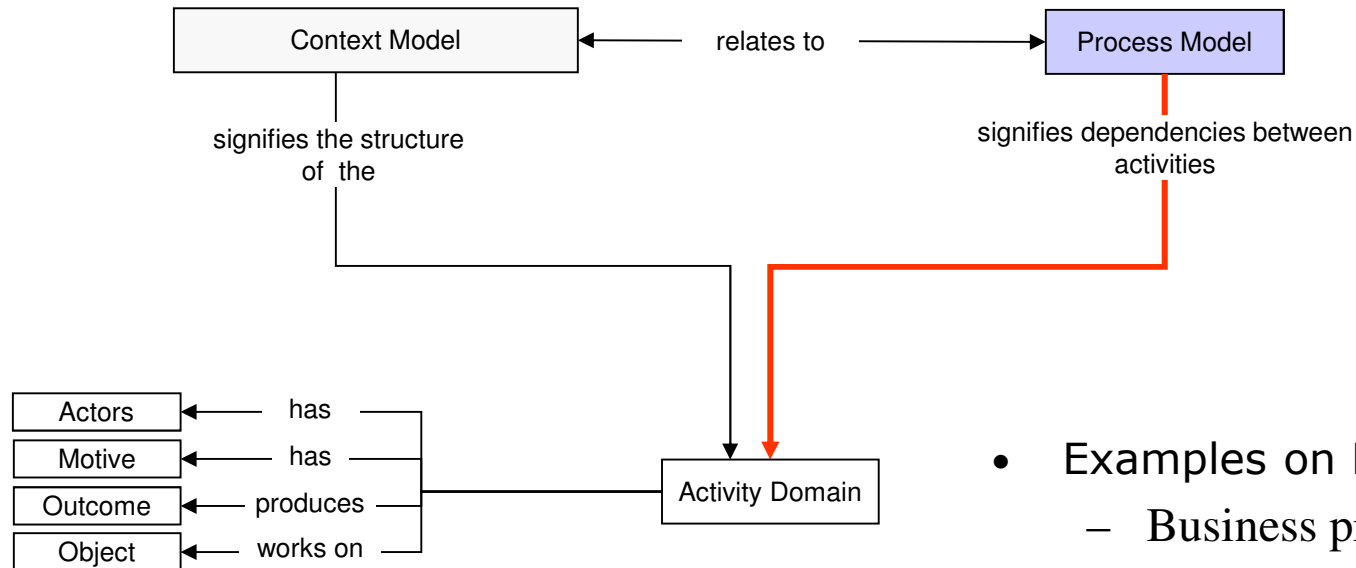 Context Model
relates to
Process Model
signifies the structure
of the
signifies dependencies between
activities
Actors
has
Motive
has
Outcome
produces
Object
works on
Activity Domain
• Examples on
– Business